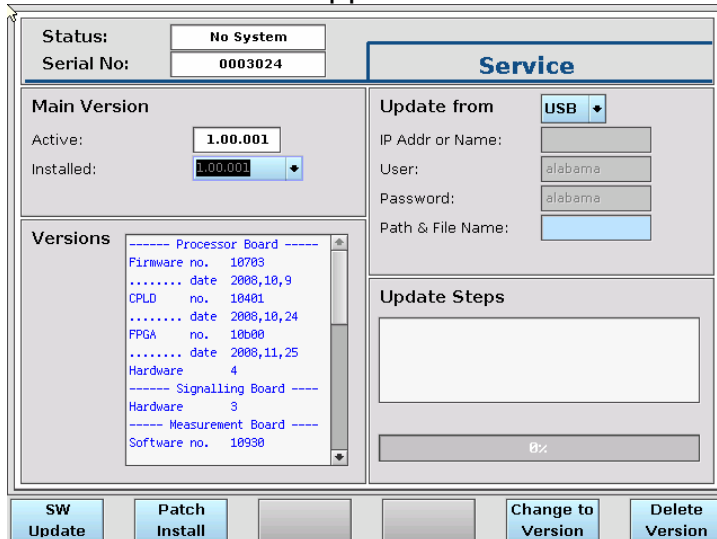 Status: No System
Serial No: 0003024
Service
Main Version
Active: 1.00.001
Installed: 1.00.001
Update from USB
IP Addr or Name:
User: alabama
Password: alabama
Path & File Name:
Versions
------ Processor Board -----
Firmware no. 10703
........ date 2008,10,9
CPLD no. 10401
........ date 2008,10,24
FPGA no. 10b00
........ date 2008,11,25
Hardware 4
------ Signalling Board ----
Hardware 3
----- Measurement Board ----
Software no. 10930
Update Steps
0%
SW Update
Patch Install
Change to Version
Delete Version